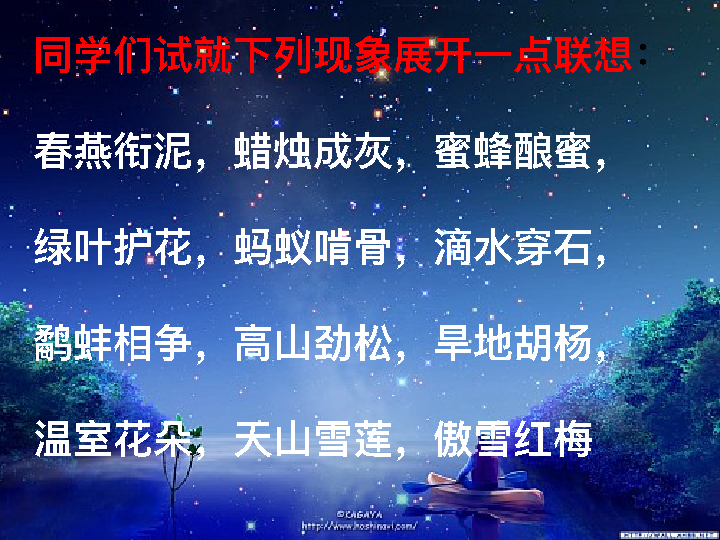 同学们试就下列现象展开一点联想：
春燕衔泥，蜡烛成灰，蜜蜂酿蜜，
绿叶护花，蚂蚁啃骨，滴水穿石，
鹬蚌相争，高山劲松，旱地胡杨，
温室花朵，天山雪莲，傲雪红梅
©KAGAYA
http://www.hoshinavi.com/